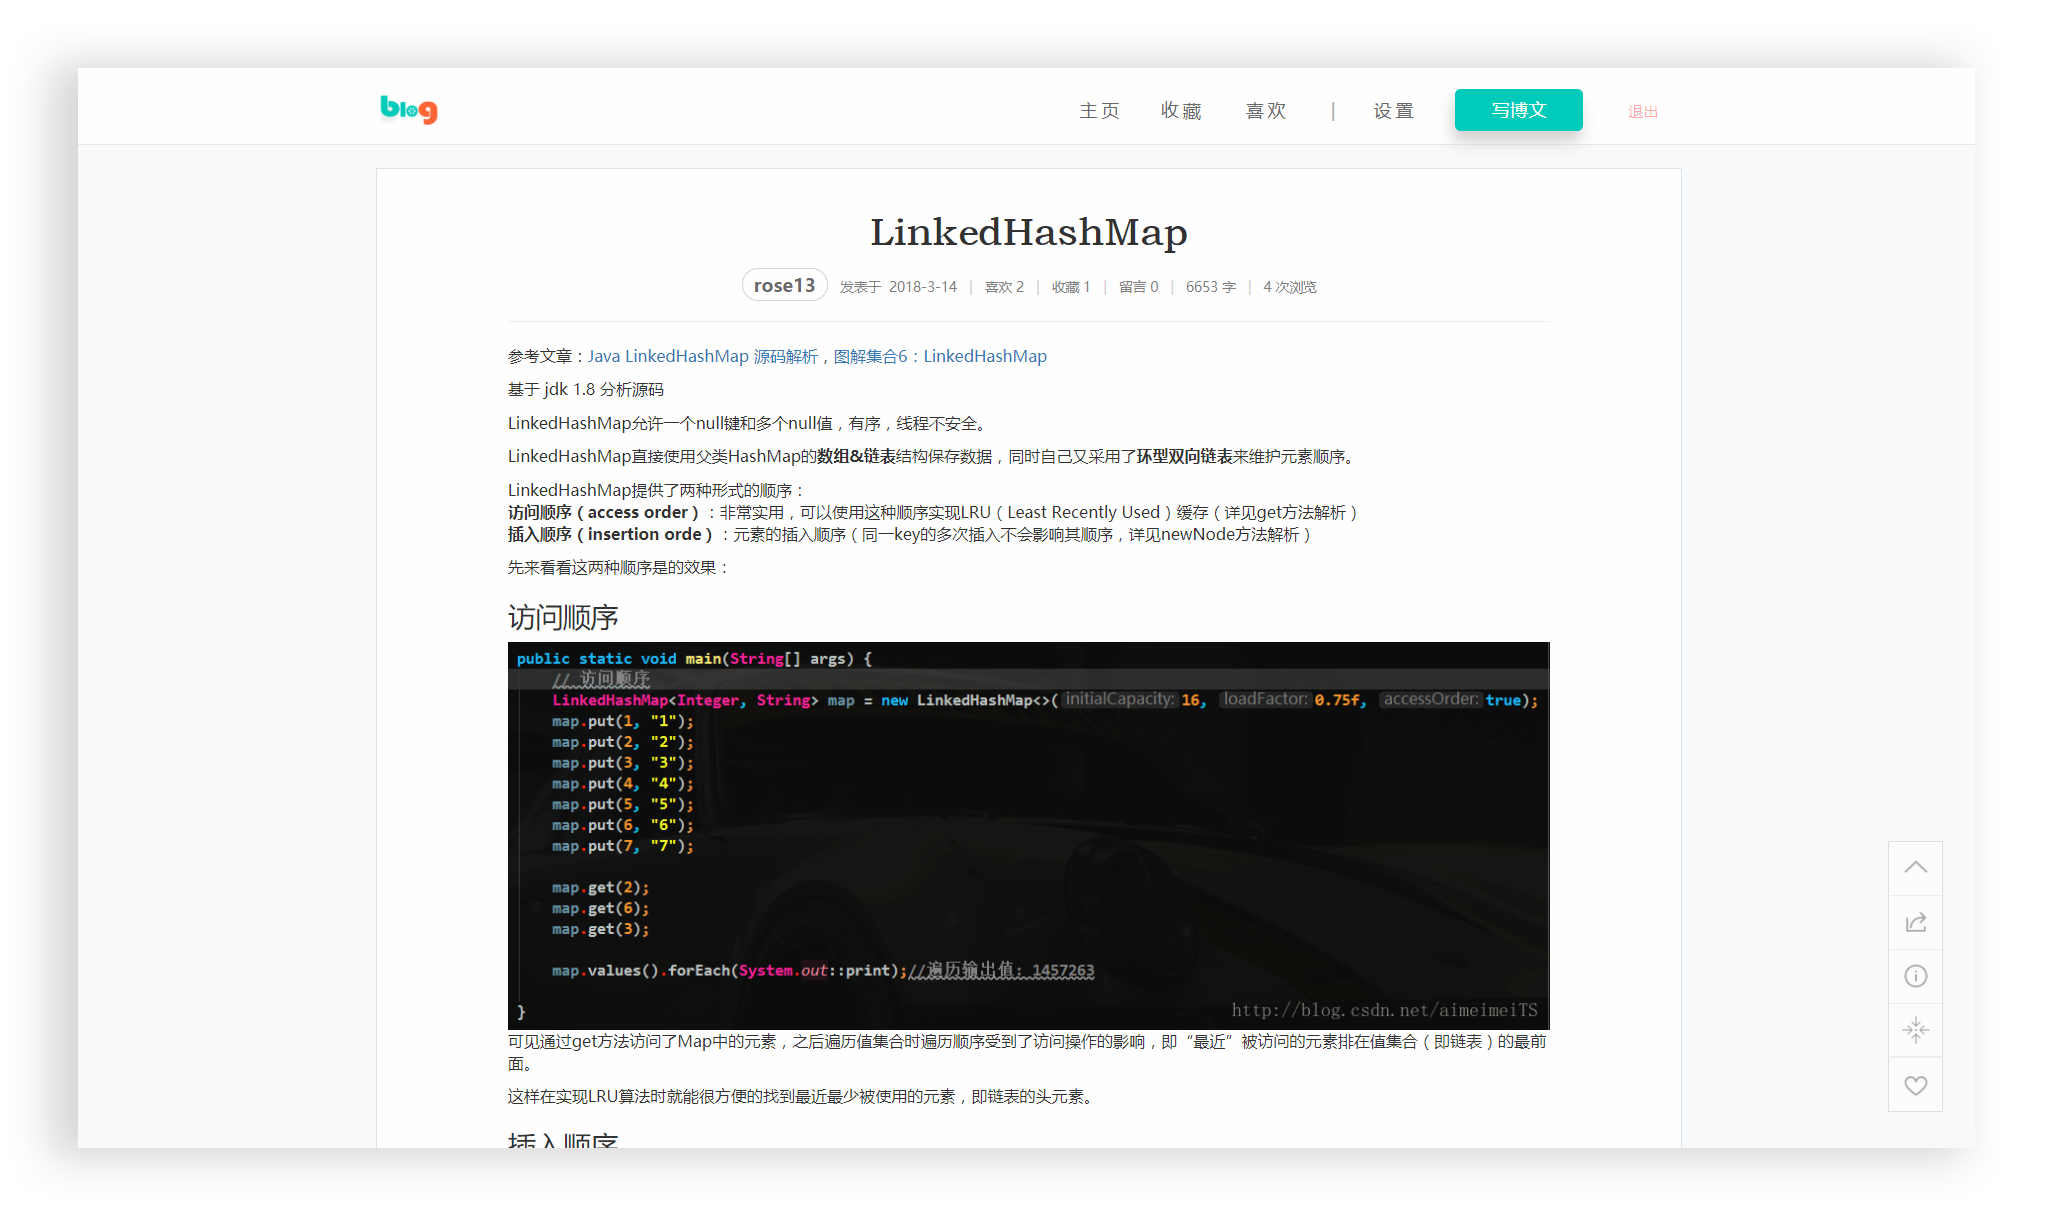 blog
主页 收藏 喜欢 | 设置 写博文 退出
LinkedHashMap
rose13 发表于 2018-3-14 | 喜欢 2 | 收藏 1 | 留言 0 | 6653 字 | 4 次浏览
参考文章：Java LinkedHashMap 源码解析，图解集合6：LinkedHashMap
基于 jdk 1.8 分析源码
LinkedHashMap允许一个null键和多个null值，有序，线程不安全。
LinkedHashMap直接使用父类HashMap的数组&链表结构保存数据，同时自己又采用了环型双向链表来维护元素顺序。
LinkedHashMap提供了两种形式的顺序：
访问顺序（access order）：非常实用，可以使用这种顺序实现LRU（Least Recently Used）缓存（详见get方法解析）
插入顺序（insertion orde）：元素的插入顺序（同一key的多次插入不会影响其顺序，详见newNode方法解析）
先来看看这两种顺序是的效果：
访问顺序
public static void main(String[] args) {
// 访问顺序
LinkedHashMap<Integer, String> map = new LinkedHashMap<>( initialCapacity: 16, loadFactor: 0.75f, accessOrder: true);
map.put(1, "1");
map.put(2, "2");
map.put(3, "3");
map.put(4, "4");
map.put(5, "5");
map.put(6, "6");
map.put(7, "7");
map.get(2);
map.get(6);
map.get(3);
map.values().forEach(System.out::print);//遍历输出值: 1457263
}
http://blog.csdn.net/aimeimeiTS
可见通过get方法访问了Map中的元素，之后遍历值集合时遍历顺序受到了访问操作的影响，即“最近”被访问的元素排在值集合（即链表）的最前
面。
这样在实现LRU算法时就能很方便的找到最近最少被使用的元素，即链表的头元素。
插入顺序